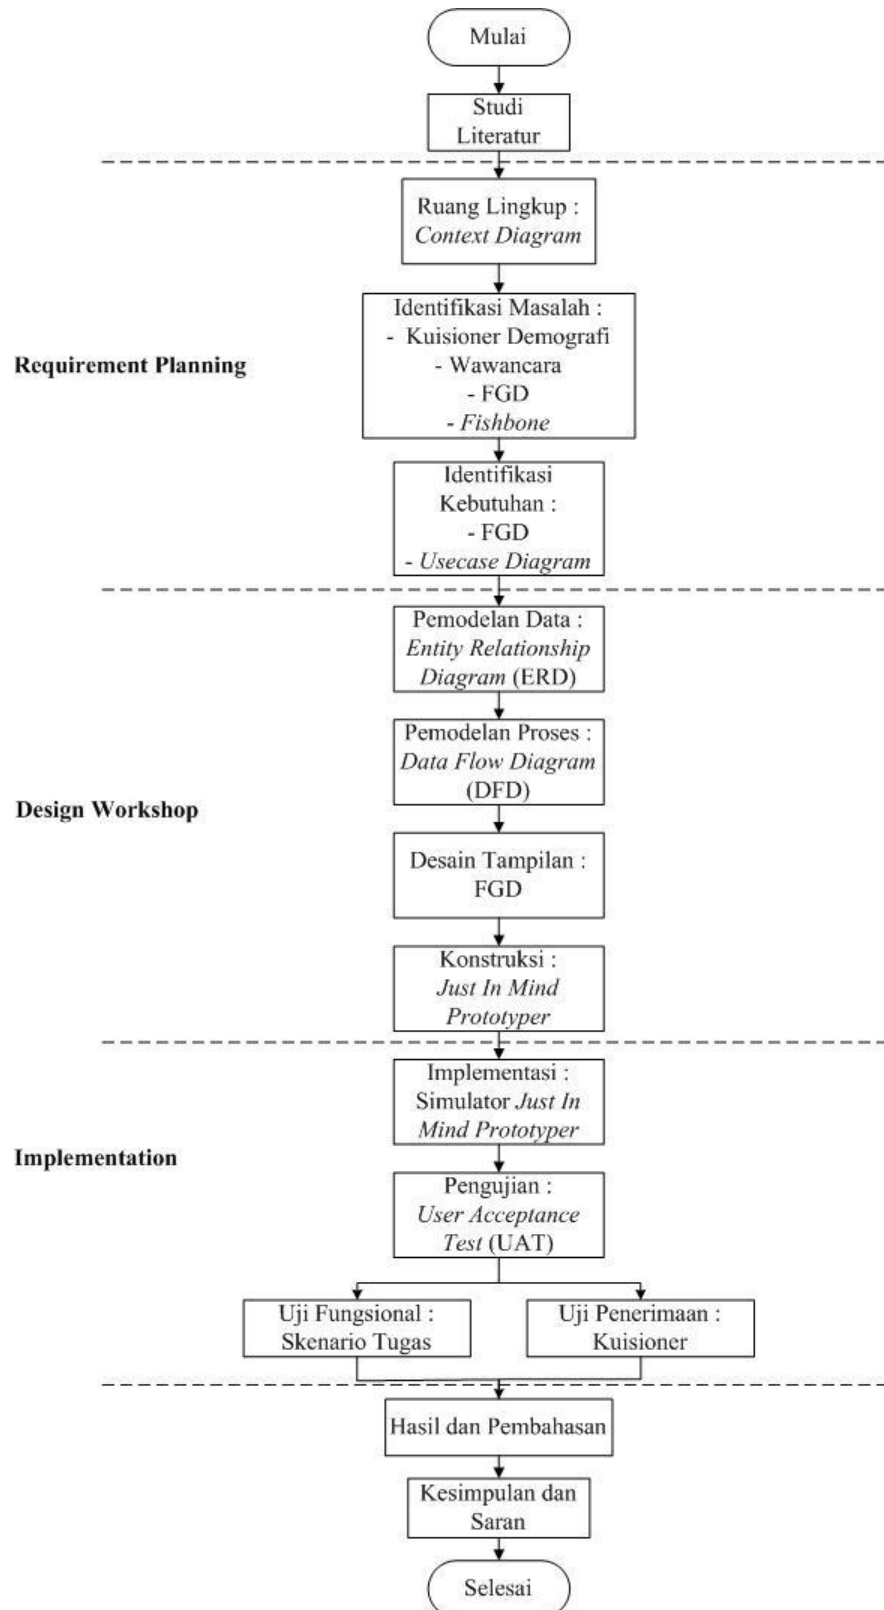 Mulai
Studi
Literatur
Ruang Lingkup :
Context Diagram
Identifikasi Masalah :
- Kuisioner Demografi
- Wawancara
- FGD
- Fishbone
Requirement Planning
Identifikasi
Kebutuhan :
- FGD
- Usecase Diagram
Pemodelan Data :
Entity Relationship
Diagram (ERD)
Pemodelan Proses :
Data Flow Diagram
(DFD)
Design Workshop
Desain Tampilan :
FGD
Konstruksi :
Just In Mind
Prototyper
Implementasi :
Simulator Just In
Mind Prototyper
Implementation
Pengujian :
User Acceptance
Test (UAT)
Uji Fungsional :
Skenario Tugas
Uji Penerimaan :
Kuisioner
Hasil dan Pembahasan
Kesimpulan dan
Saran
Selesai